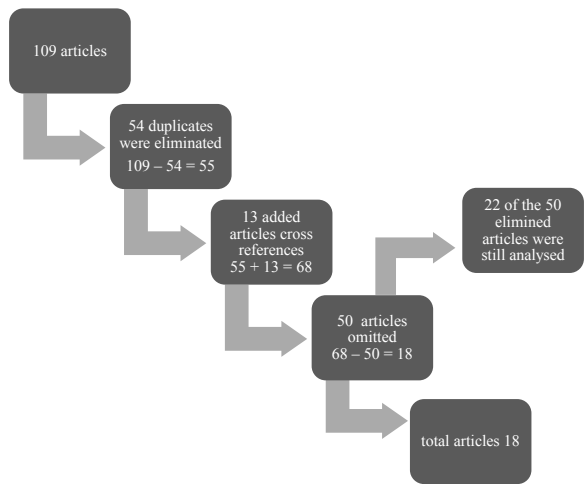 109 articles
54 duplicates
were eliminated
109 – 54 = 55
13 added
articles cross
references
55 + 13 = 68
22 of the 50
elimined
articles were
still analysed
50 articles
omitted
68 – 50 = 18
total articles 18